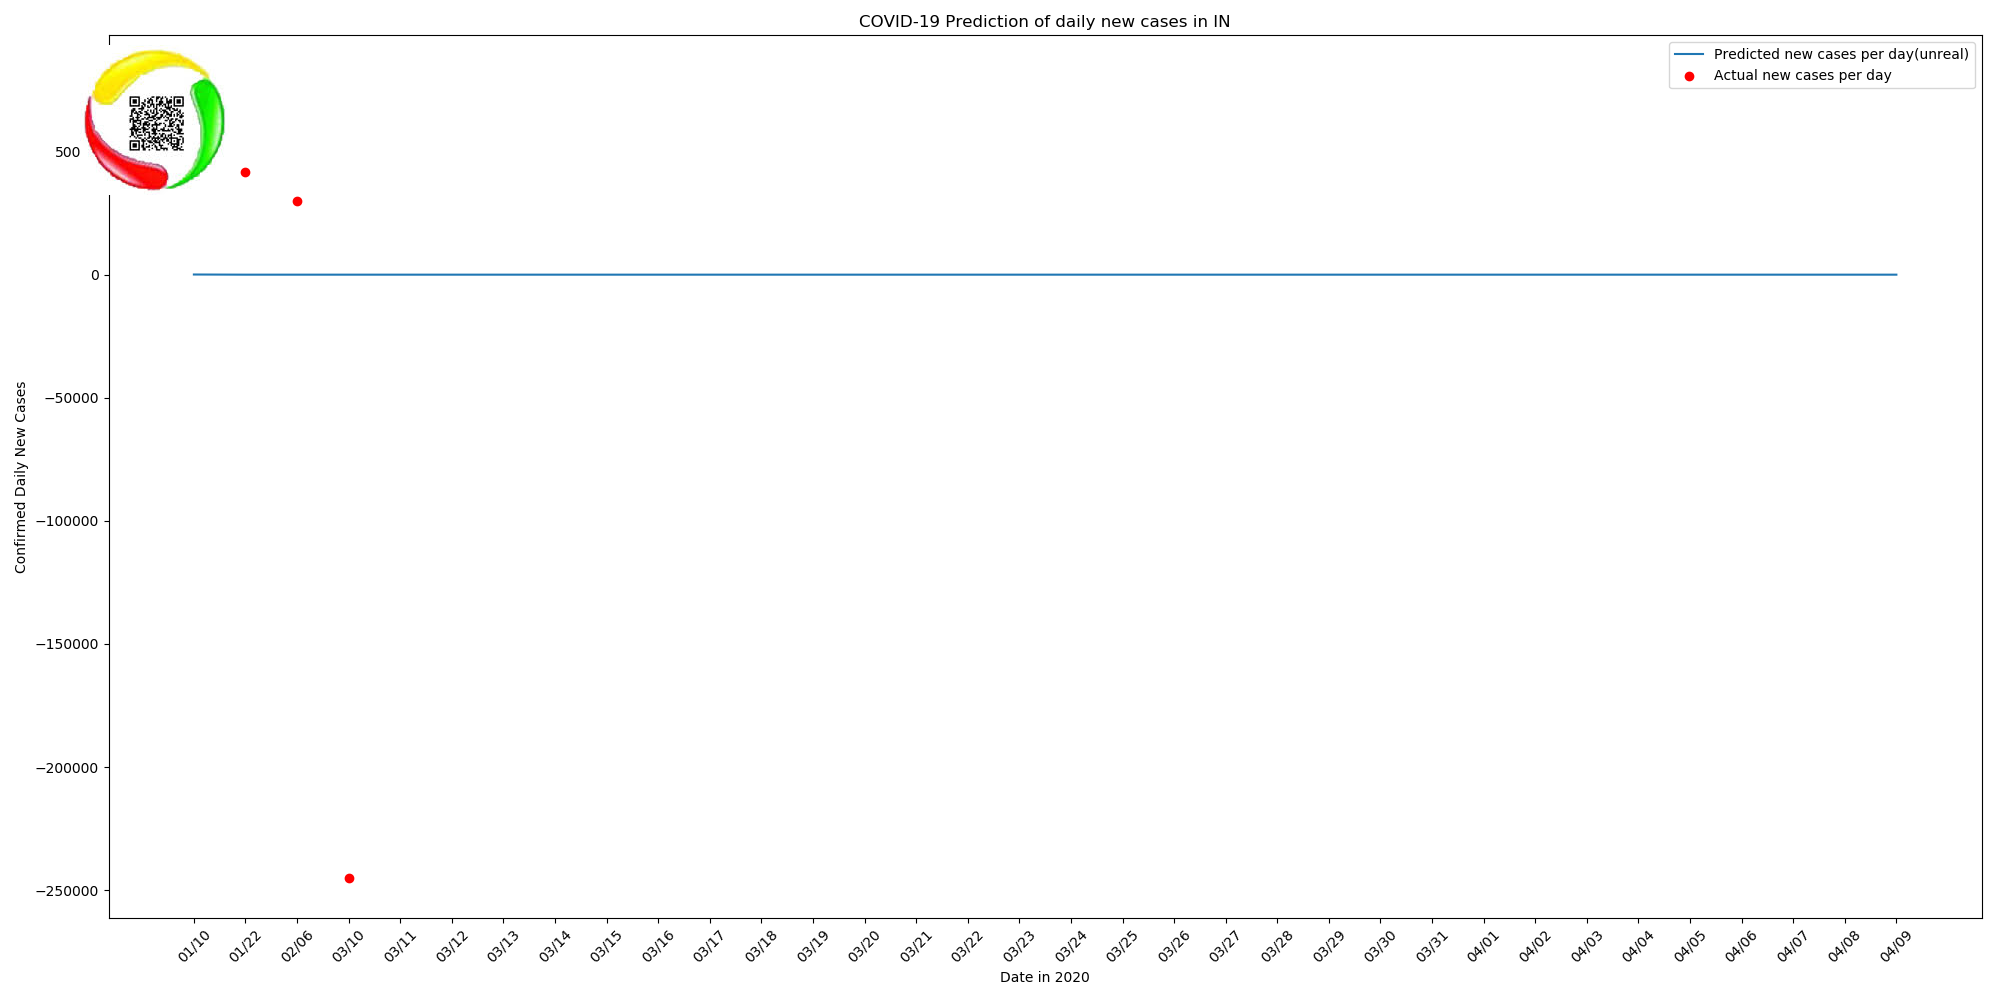 COVID-19 Prediction of daily new cases in IN
Predicted new cases per day(unreal)
Actual new cases per day
500
0
−50000
−100000
−150000
−200000
−250000
Confirmed Daily New Cases
01/10 01/22 02/06 03/10 03/11 03/12 03/13 03/14 03/15 03/16 03/17 03/18 03/19 03/20 03/21 03/22 03/23 03/24 03/25 03/26 03/27 03/28 03/29 03/30 03/31 04/01 04/02 04/03 04/04 04/05 04/06 04/07 04/08 04/09
Date in 2020